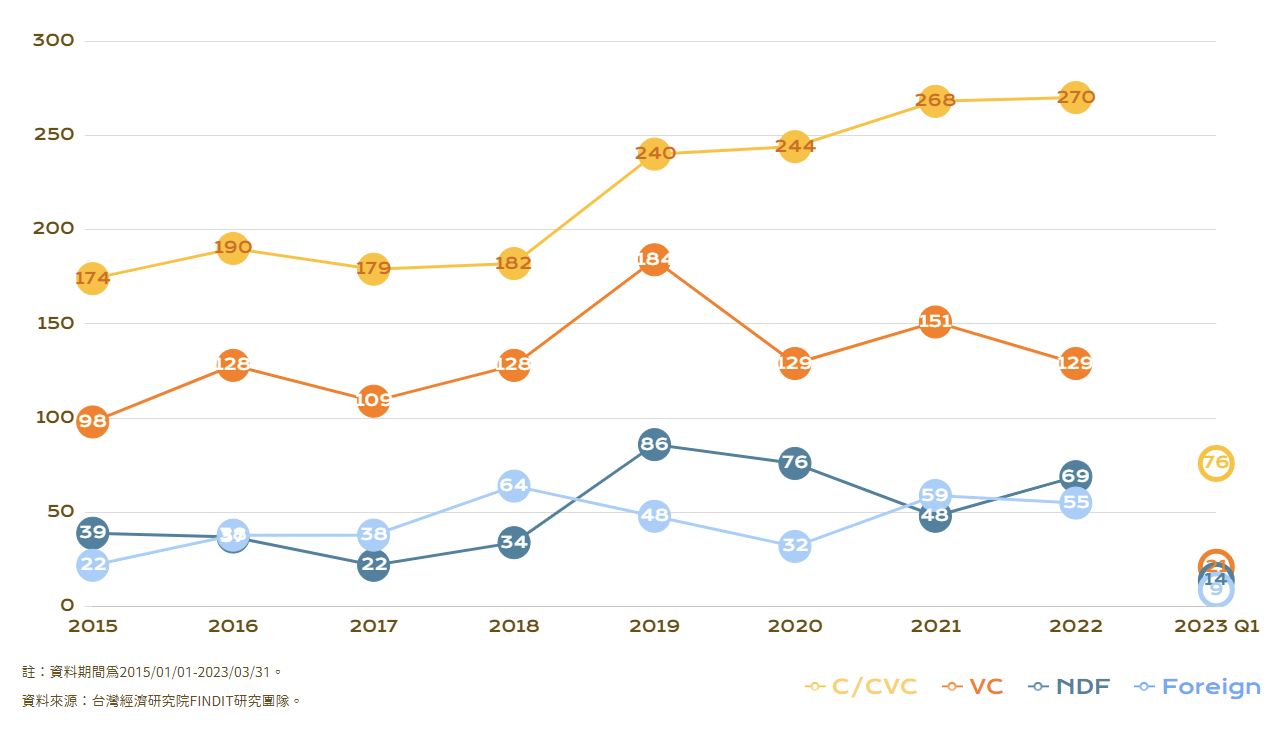 300
250
200
150
100
50
0
174 190 179 182 240 244 268 270 76
98 128 109 128 184 129 151 129 21
39 37 22 34 86 76 48 69 14
22 38 38 64 48 32 59 55 9
2015 2016 2017 2018 2019 2020 2021 2022 2023 Q1
註：資料期間為2015/01/01-2023/03/31。
資料來源：台灣經濟研究院FINDIT研究團隊。
C/CVC VC NDF Foreign